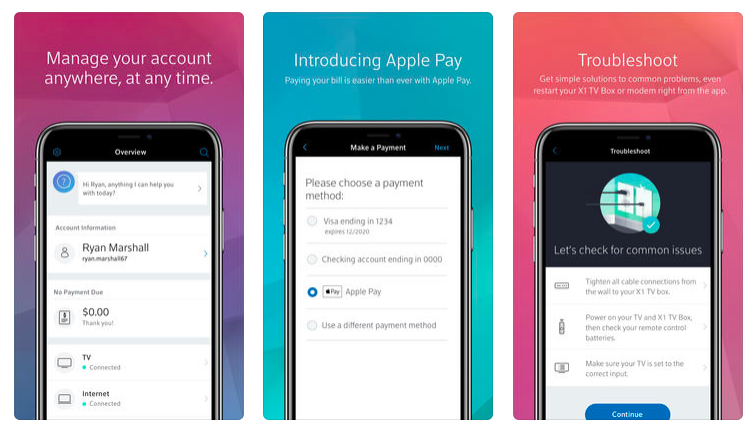 Manage your account
anywhere, at any time.
Overview
Hi Ryan, anything I can help you
with today?
Account Information
Ryan Marshall
ryan.marshall67
No Payment Due
$0.00
Thank you!
TV
Connected
Internet
Connected
Introducing Apple Pay
Paying your bill is easier than ever with Apple Pay.
Make a Payment
Next
Please choose a payment
method:
Visa ending in 1234
expires 12/2020
Checking account ending in 0000
Pay Apple Pay
Use a different payment method
Troubleshoot
Get simple solutions to common problems, even
restart your X1 TV Box or modem right from the app.
Troubleshoot
Let's check for common issues
Tighten all cable connections from
the wall to your X1 TV box.
Power on your TV and X1 TV Box,
then check your remote control
batteries.
Make sure your TV is set to the
correct input.
Continue